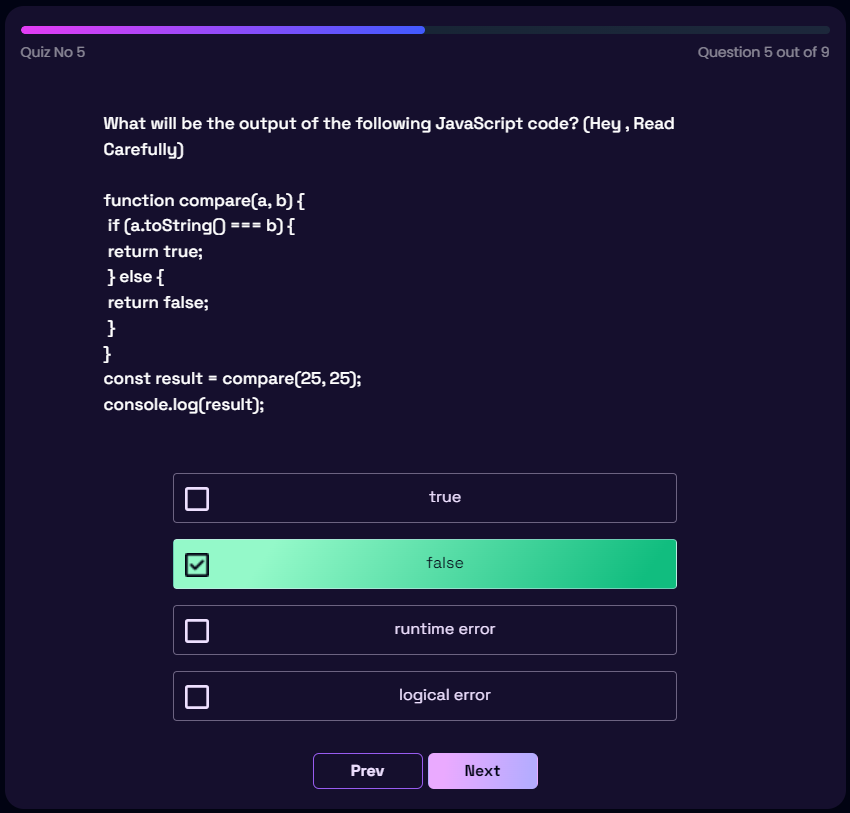 Quiz No 5
Question 5 out of 9
What will be the output of the following JavaScript code? (Hey , Read
Carefully)
function compare(a, b) {
if (a.toString() === b) {
return true;
} else {
return false;
}
}
const result = compare(25, 25);
console.log(result);
true
false
runtime error
logical error
Prev
Next